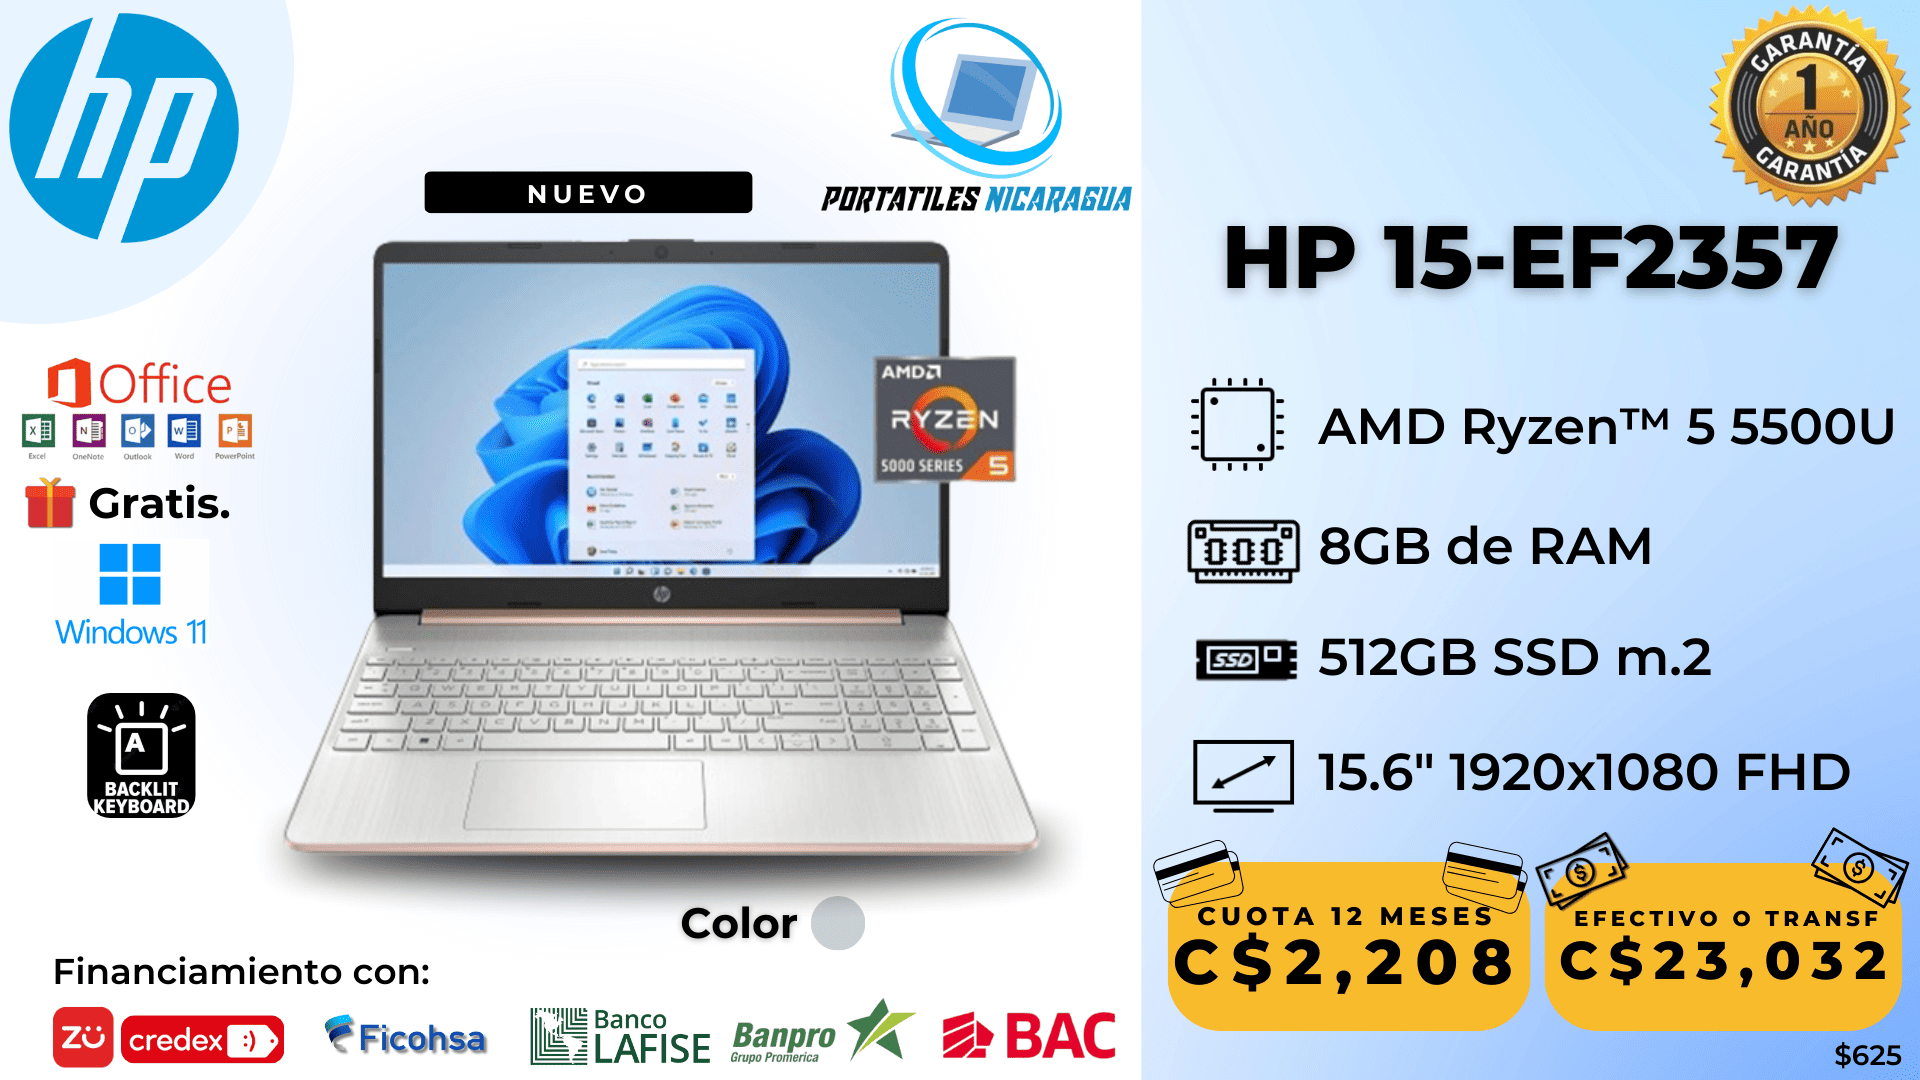 hp
NUEVO
PORTATILES NICARAGUA
GARANTÍA
1
AÑO
GARANTÍA
HP 15-EF2357
Office
Excel OneNote Outlook Word PowerPoint
Gratis.
Windows 11
A
BACKLIT
KEYBOARD
AMD
RYZEN
5000 SERIES 5
AMD Ryzen™ 5 5500U
8GB de RAM
SSD
512GB SSD m.2
15.6" 1920x1080 FHD
Color
CUOTA 12 MESES
C$2,208
EFECTIVO O TRANSF
C$23,032
$625
Financiamiento con:
zü
credex :)
Ficohsa
Banco
LAFISE
Banpro
Grupo Promerica
BAC